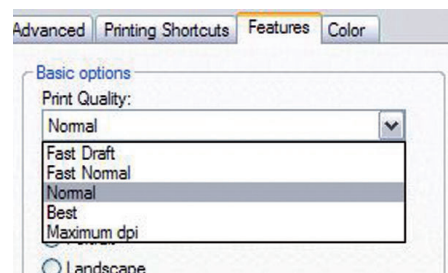 Advanced Printing Shortcuts Features Color
Basic options
Print Quality:
Normal
Fast Draft
Fast Normal
Normal
Best
Maximum dpi
Landscape